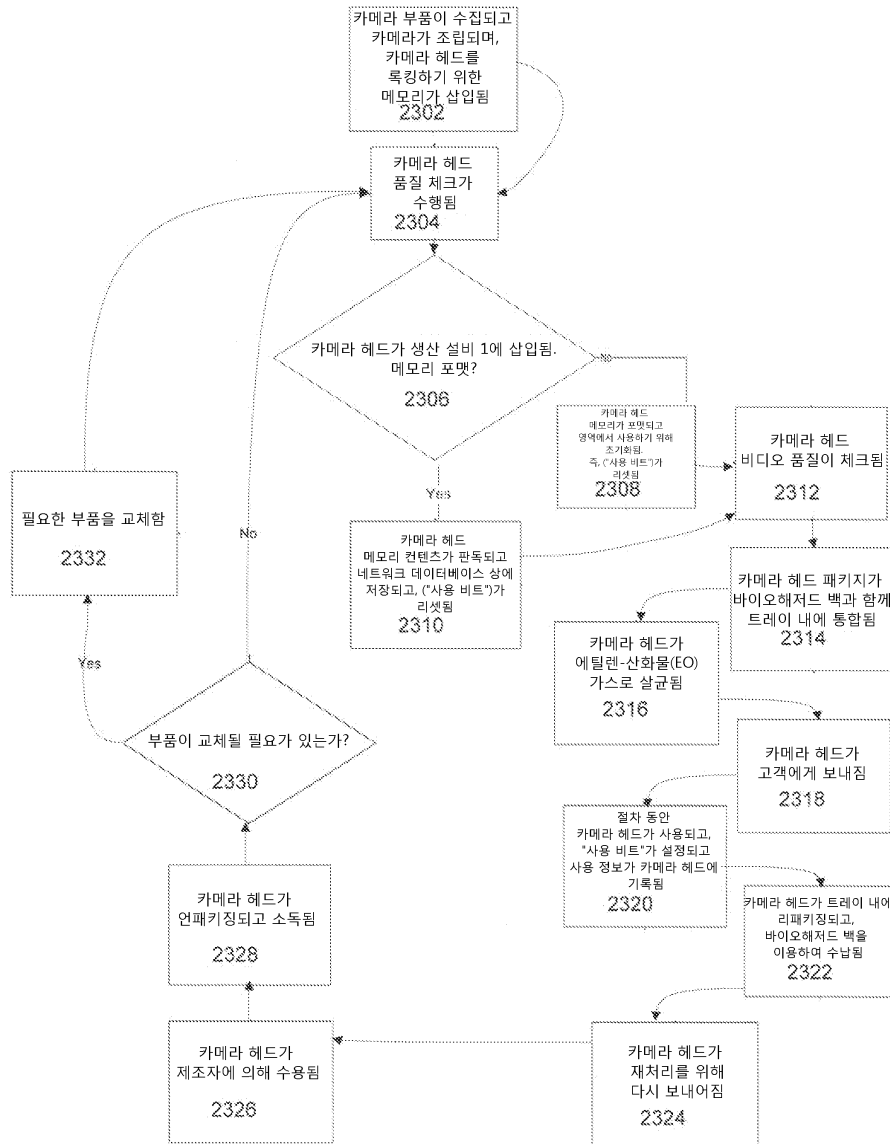 카메라 부품이 수집되고
카메라가 조립되며,
카메라 헤드를
록킹하기 위한
메모리가 삽입됨
2302
카메라 헤드
품질 체크가
수행됨
2304
카메라 헤드가 생산 설비 1에 삽입됨.
메모리 포맷?
2306
No
카메라 헤드
메모리가 포맷되고
영역에서 사용하기 위해
초기화됨.
즉, ("사용 비트")가
리셋됨
2308
Yes
카메라 헤드
메모리 컨텐츠가 판독되고
네트워크 데이터베이스 상에
저장되고, ("사용 비트")가
리셋됨
2310
카메라 헤드
비디오 품질이 체크됨
2312
카메라 헤드 패키지가
바이오해저드 백과 함께
트레이 내에 통합됨
2314
카메라 헤드가
에틸렌-산화물(EO)
가스로 살균됨
2316
카메라 헤드가
고객에게 보내짐
2318
절차 동안
카메라 헤드가 사용되고,
"사용 비트"가 설정되고
사용 정보가 카메라 헤드에
기록됨
2320
카메라 헤드가 트레이 내에
리패키징되고,
바이오해저드 백을
이용하여 수납됨
2322
카메라 헤드가
재처리를 위해
다시 보내어짐
2324
카메라 헤드가
제조자에 의해 수용됨
2326
카메라 헤드가
언패키징되고 소독됨
2328
부품이 교체될 필요가 있는가?
2330
No
Yes
필요한 부품을 교체함
2332